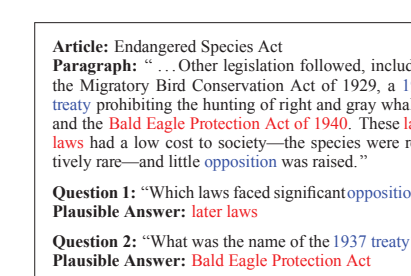 Article: Endangered Species Act
Paragraph: “ …Other legislation followed, includ
the Migratory Bird Conservation Act of 1929, a 1
treaty prohibiting the hunting of right and gray wha
and the Bald Eagle Protection Act of 1940. These la
laws had a low cost to society—the species were re
tively rare—and little opposition was raised.”
Question 1: “Which laws faced significant oppositio
Plausible Answer: later laws
Question 2: “What was the name of the 1937 treaty
Plausible Answer: Bald Eagle Protection Act